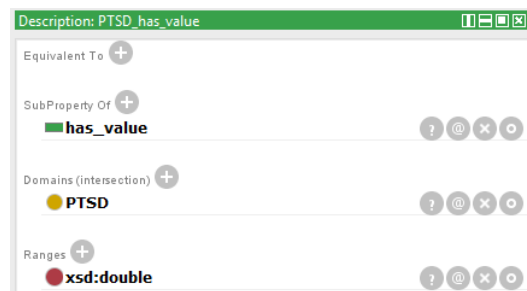 Description: PTSD_has_value
Equivalent To
SubProperty Of
has_value
Domains (intersection)
PTSD
Ranges
xsd:double